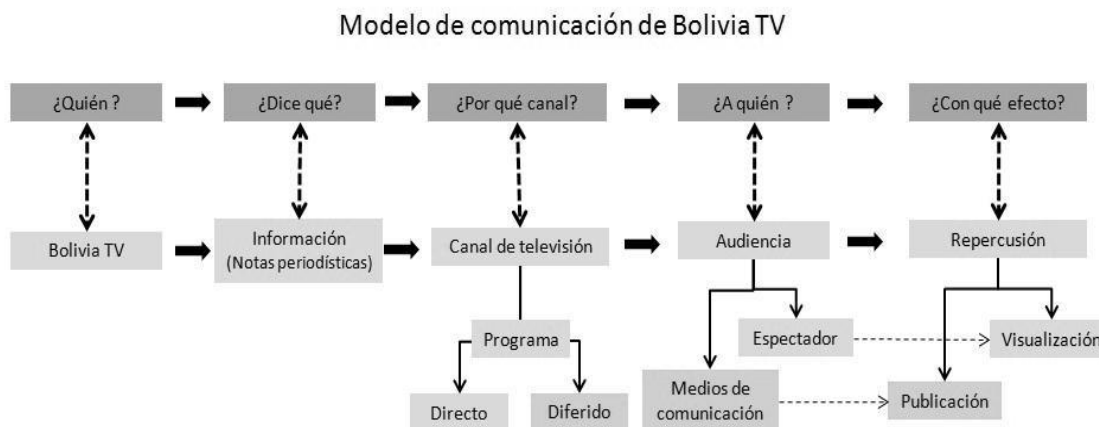 Modelo de comunicación de Bolivia TV
¿Quién ?
¿Dice qué?
¿Por qué canal?
¿A quién ?
¿Con qué efecto?
Bolivia TV
Información
(Notas periodísticas)
Canal de televisión
Audiencia
Repercusión
Programa
Espectador
Visualización
Directo
Diferido
Medios de
comunicación
Publicación